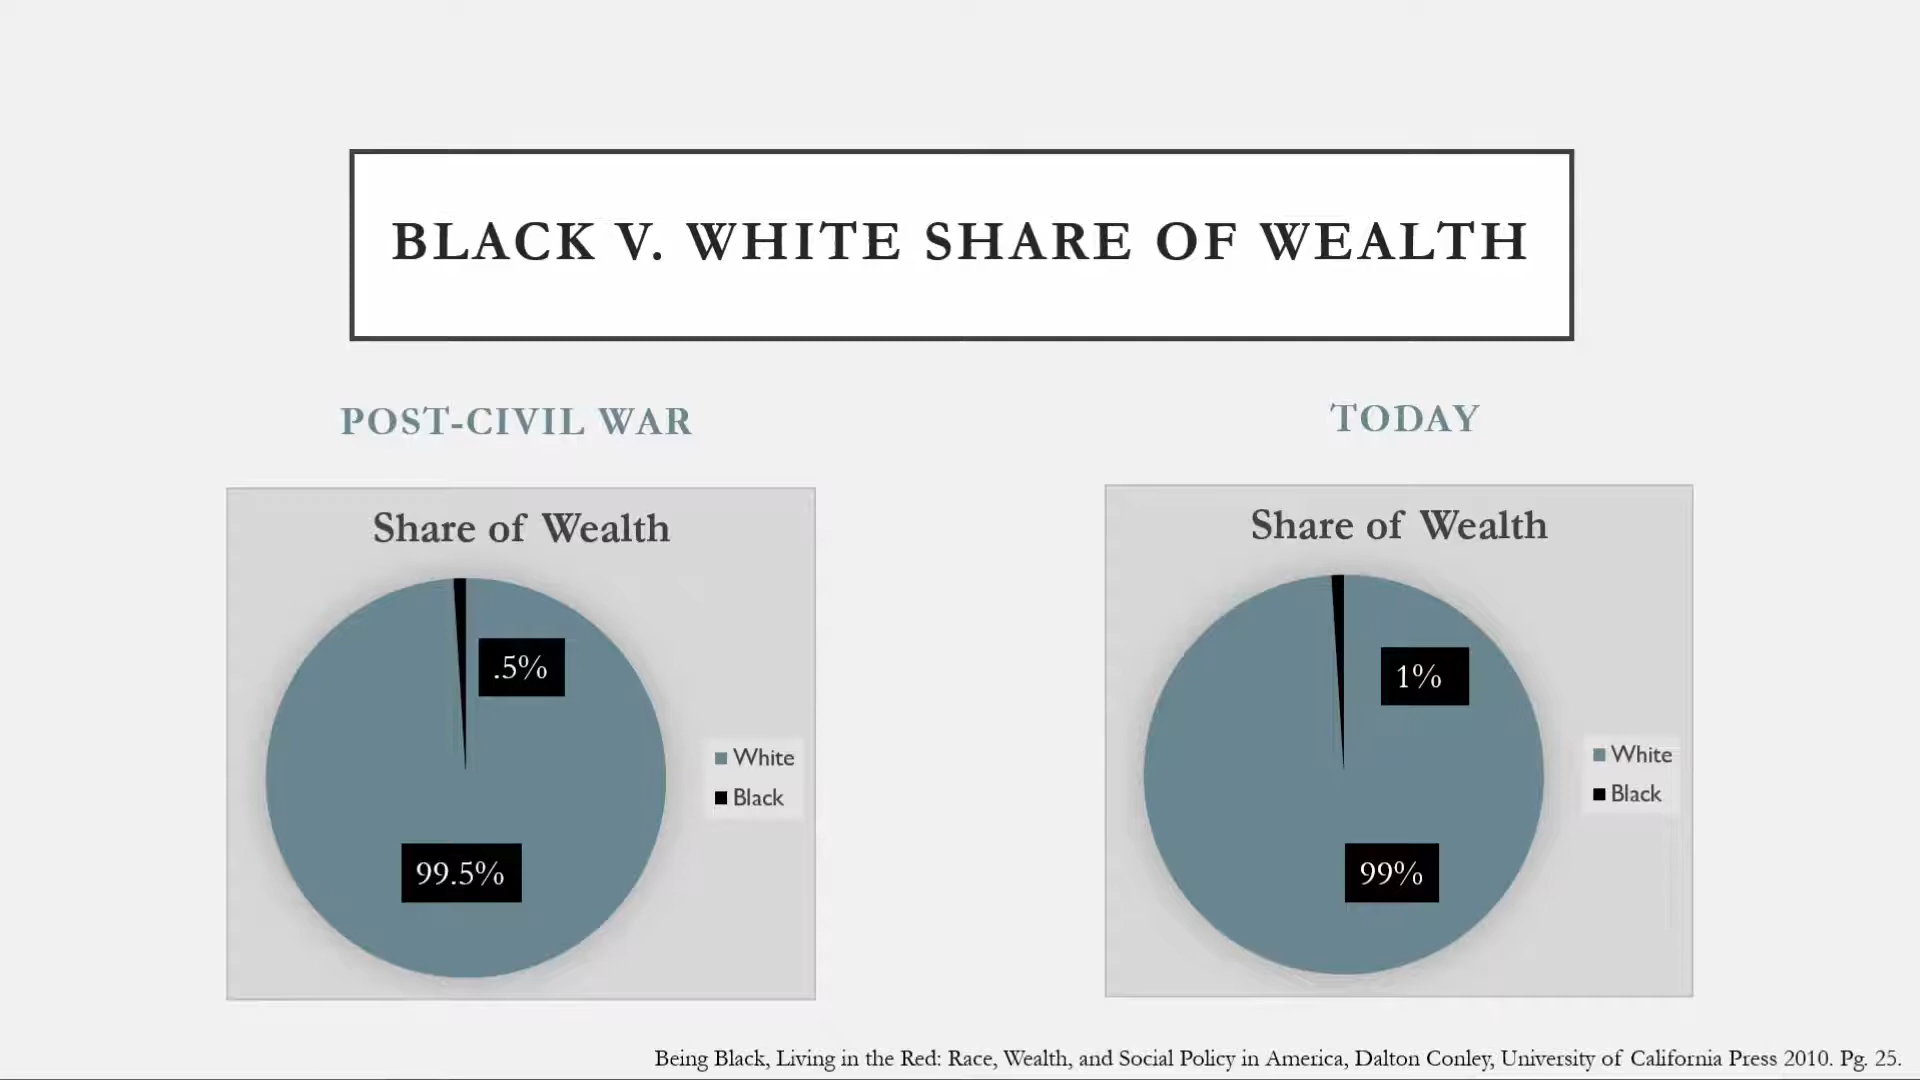 BLACK V. WHITE SHARE OF WEALTH
POST-CIVIL WAR
Share of Wealth
.5%
99.5%
White
Black
TODAY
Share of Wealth
1%
99%
White
Black
Being Black, Living in the Red: Race, Wealth, and Social Policy in America, Dalton Conley, University of California Press 2010. Pg. 25.